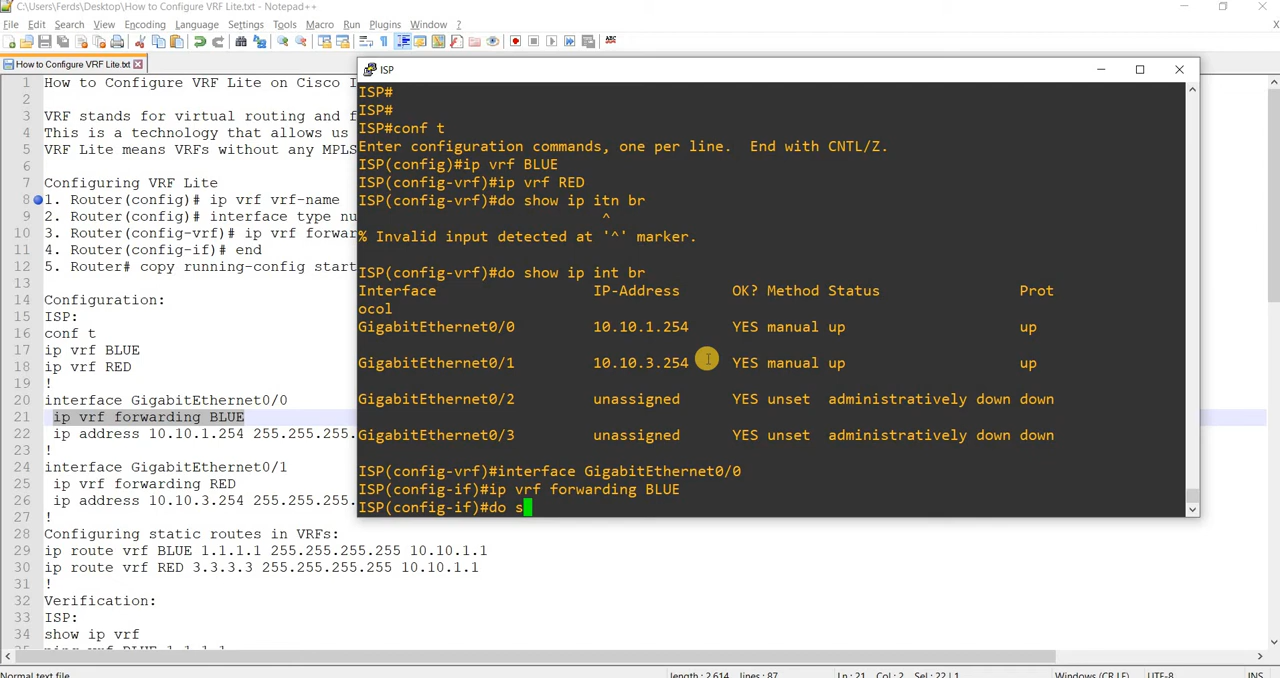 C:\Users\Ferds\Desktop\How to Configure VRF Lite.txt - Notepad++
File Edit Search View Encoding Language Settings Tools Macro Run Plugins Window ?
How to Configure VRF Lite.txt
1 How to Configure VRF Lite on Cisco I
2
3 VRF stands for virtual routing and f
4 This is a technology that allows us
5 VRF Lite means VRFs without any MPLS
6
7 Configuring VRF Lite
8 1. Router(config)# ip vrf vrf-name
9 2. Router(config)# interface type nu
10 3. Router(config-vrf)# ip vrf forwar
11 4. Router(config-if)# end
12 5. Router# copy running-config start
13
14 Configuration:
15 ISP:
16 conf t
17 ip vrf BLUE
18 ip vrf RED
19 !
20 interface GigabitEthernet0/0
21 ip vrf forwarding BLUE
22 ip address 10.10.1.254 255.255.255.
23 !
24 interface GigabitEthernet0/1
25 ip vrf forwarding RED
26 ip address 10.10.3.254 255.255.255.
27 !
28 Configuring static routes in VRFs:
29 ip route vrf BLUE 1.1.1.1 255.255.255.255 10.10.1.1
30 ip route vrf RED 3.3.3.3 255.255.255.255 10.10.1.1
31 !
32 Verification:
33 ISP:
34 show ip vrf
ISP
ISP#
ISP#
ISP#conf t
Enter configuration commands, one per line. End with CNTL/Z.
ISP(config)#ip vrf BLUE
ISP(config-vrf)#ip vrf RED
ISP(config-vrf)#do show ip itn br
^
% Invalid input detected at '^' marker.
ISP(config-vrf)#do show ip int br
Interface IP-Address OK? Method Status Prot
ocol
GigabitEthernet0/0 10.10.1.254 YES manual up up
GigabitEthernet0/1 10.10.3.254 YES manual up up
GigabitEthernet0/2 unassigned YES unset administratively down down
GigabitEthernet0/3 unassigned YES unset administratively down down
ISP(config-vrf)#interface GigabitEthernet0/0
ISP(config-if)#ip vrf forwarding BLUE
ISP(config-if)#do s
Normal text file length : 2,614 lines : 87 Ln : 21 Col : 2 Sel : 22 | 1 Windows (CR LF) UTF-8 INS